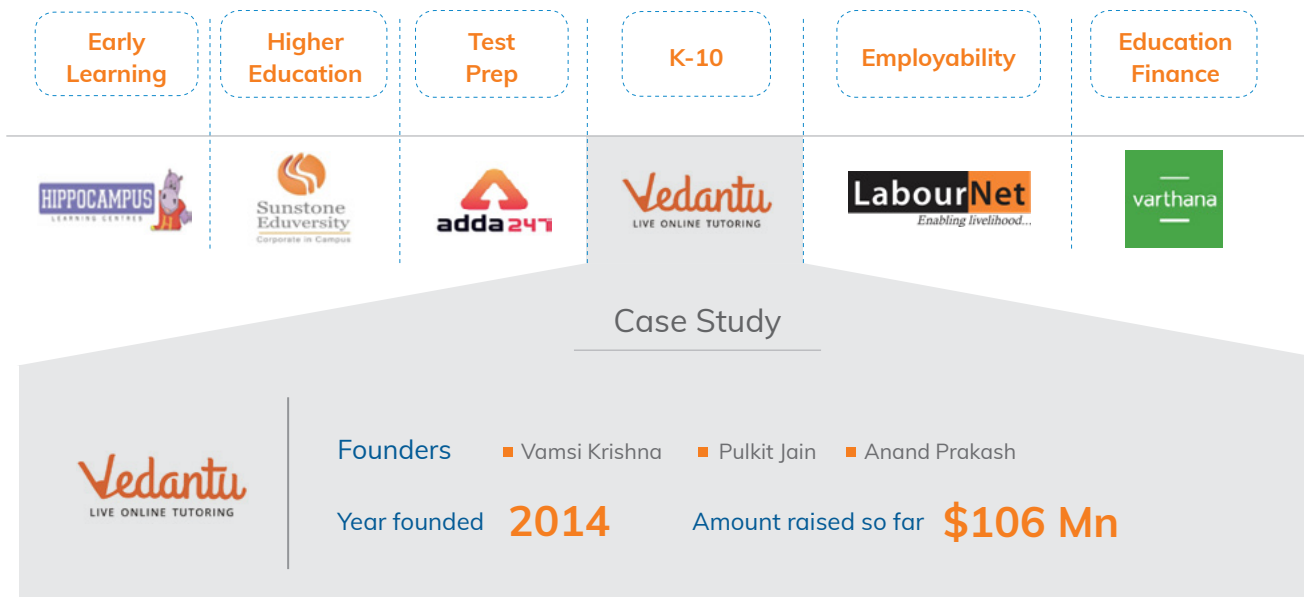 Early
Learning
Higher
Education
Test
Prep
K-10
Employability
Education
Finance
HIPPOCAMPUS
LEARNING CENTRES
Sunstone
Eduversity
Corporate in Campus
adda247
Vedantu
LIVE ONLINE TUTORING
LabourNet
Enabling livelihood...
varthana
Case Study
Vedantu
LIVE ONLINE TUTORING
Founders Vamsi Krishna Pulkit Jain Anand Prakash
Year founded 2014 Amount raised so far $106 Mn